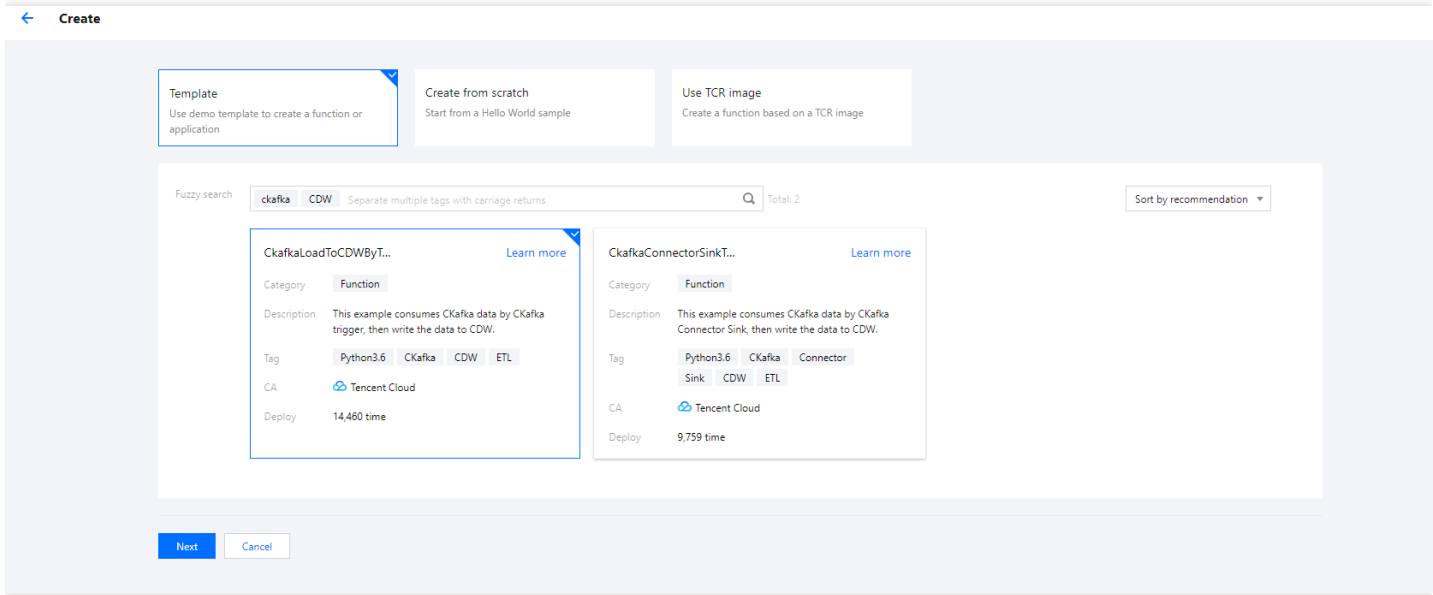 Create
Template
Use demo template to create a function or
application
Create from scratch
Start from a Hello World sample
Use TCR image
Create a function based on a TCR image
Fuzzy search
ckafka CDW Separate multiple tags with carriage returns
Total: 2
Sort by recommendation
CkafkaLoadToCDWByT... Learn more
Category Function
Description This example consumes CKafka data by CKafka
trigger, then write the data to CDW.
Tag Python3.6 CKafka CDW ETL
CA Tencent Cloud
Deploy 14,460 time
CkafkaConnectorSinkT... Learn more
Category Function
Description This example consumes CKafka data by CKafka
Connector Sink, then write the data to CDW.
Tag Python3.6 CKafka Connector
Sink CDW ETL
CA Tencent Cloud
Deploy 9,759 time
Next Cancel